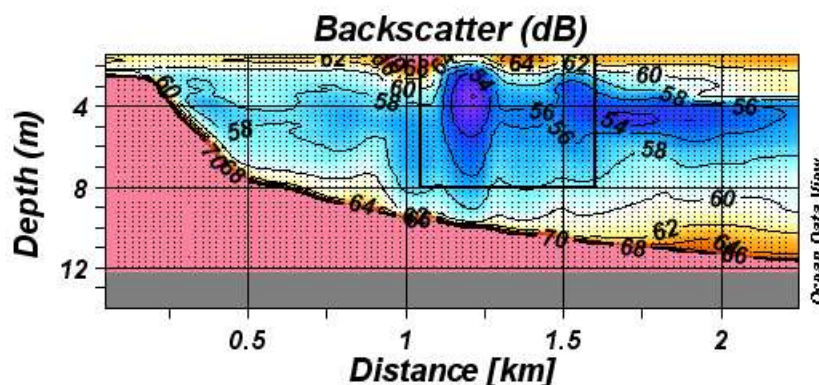 Backscatter (dB)
62 64 62
60 60 54 60
58 58 56
58 56 56 54 58
70 68
64 62 60
66 62
70 68 64 66
Depth (m)
4
8
12
0.5 1 1.5 2
Distance [km]
Ocean Data View